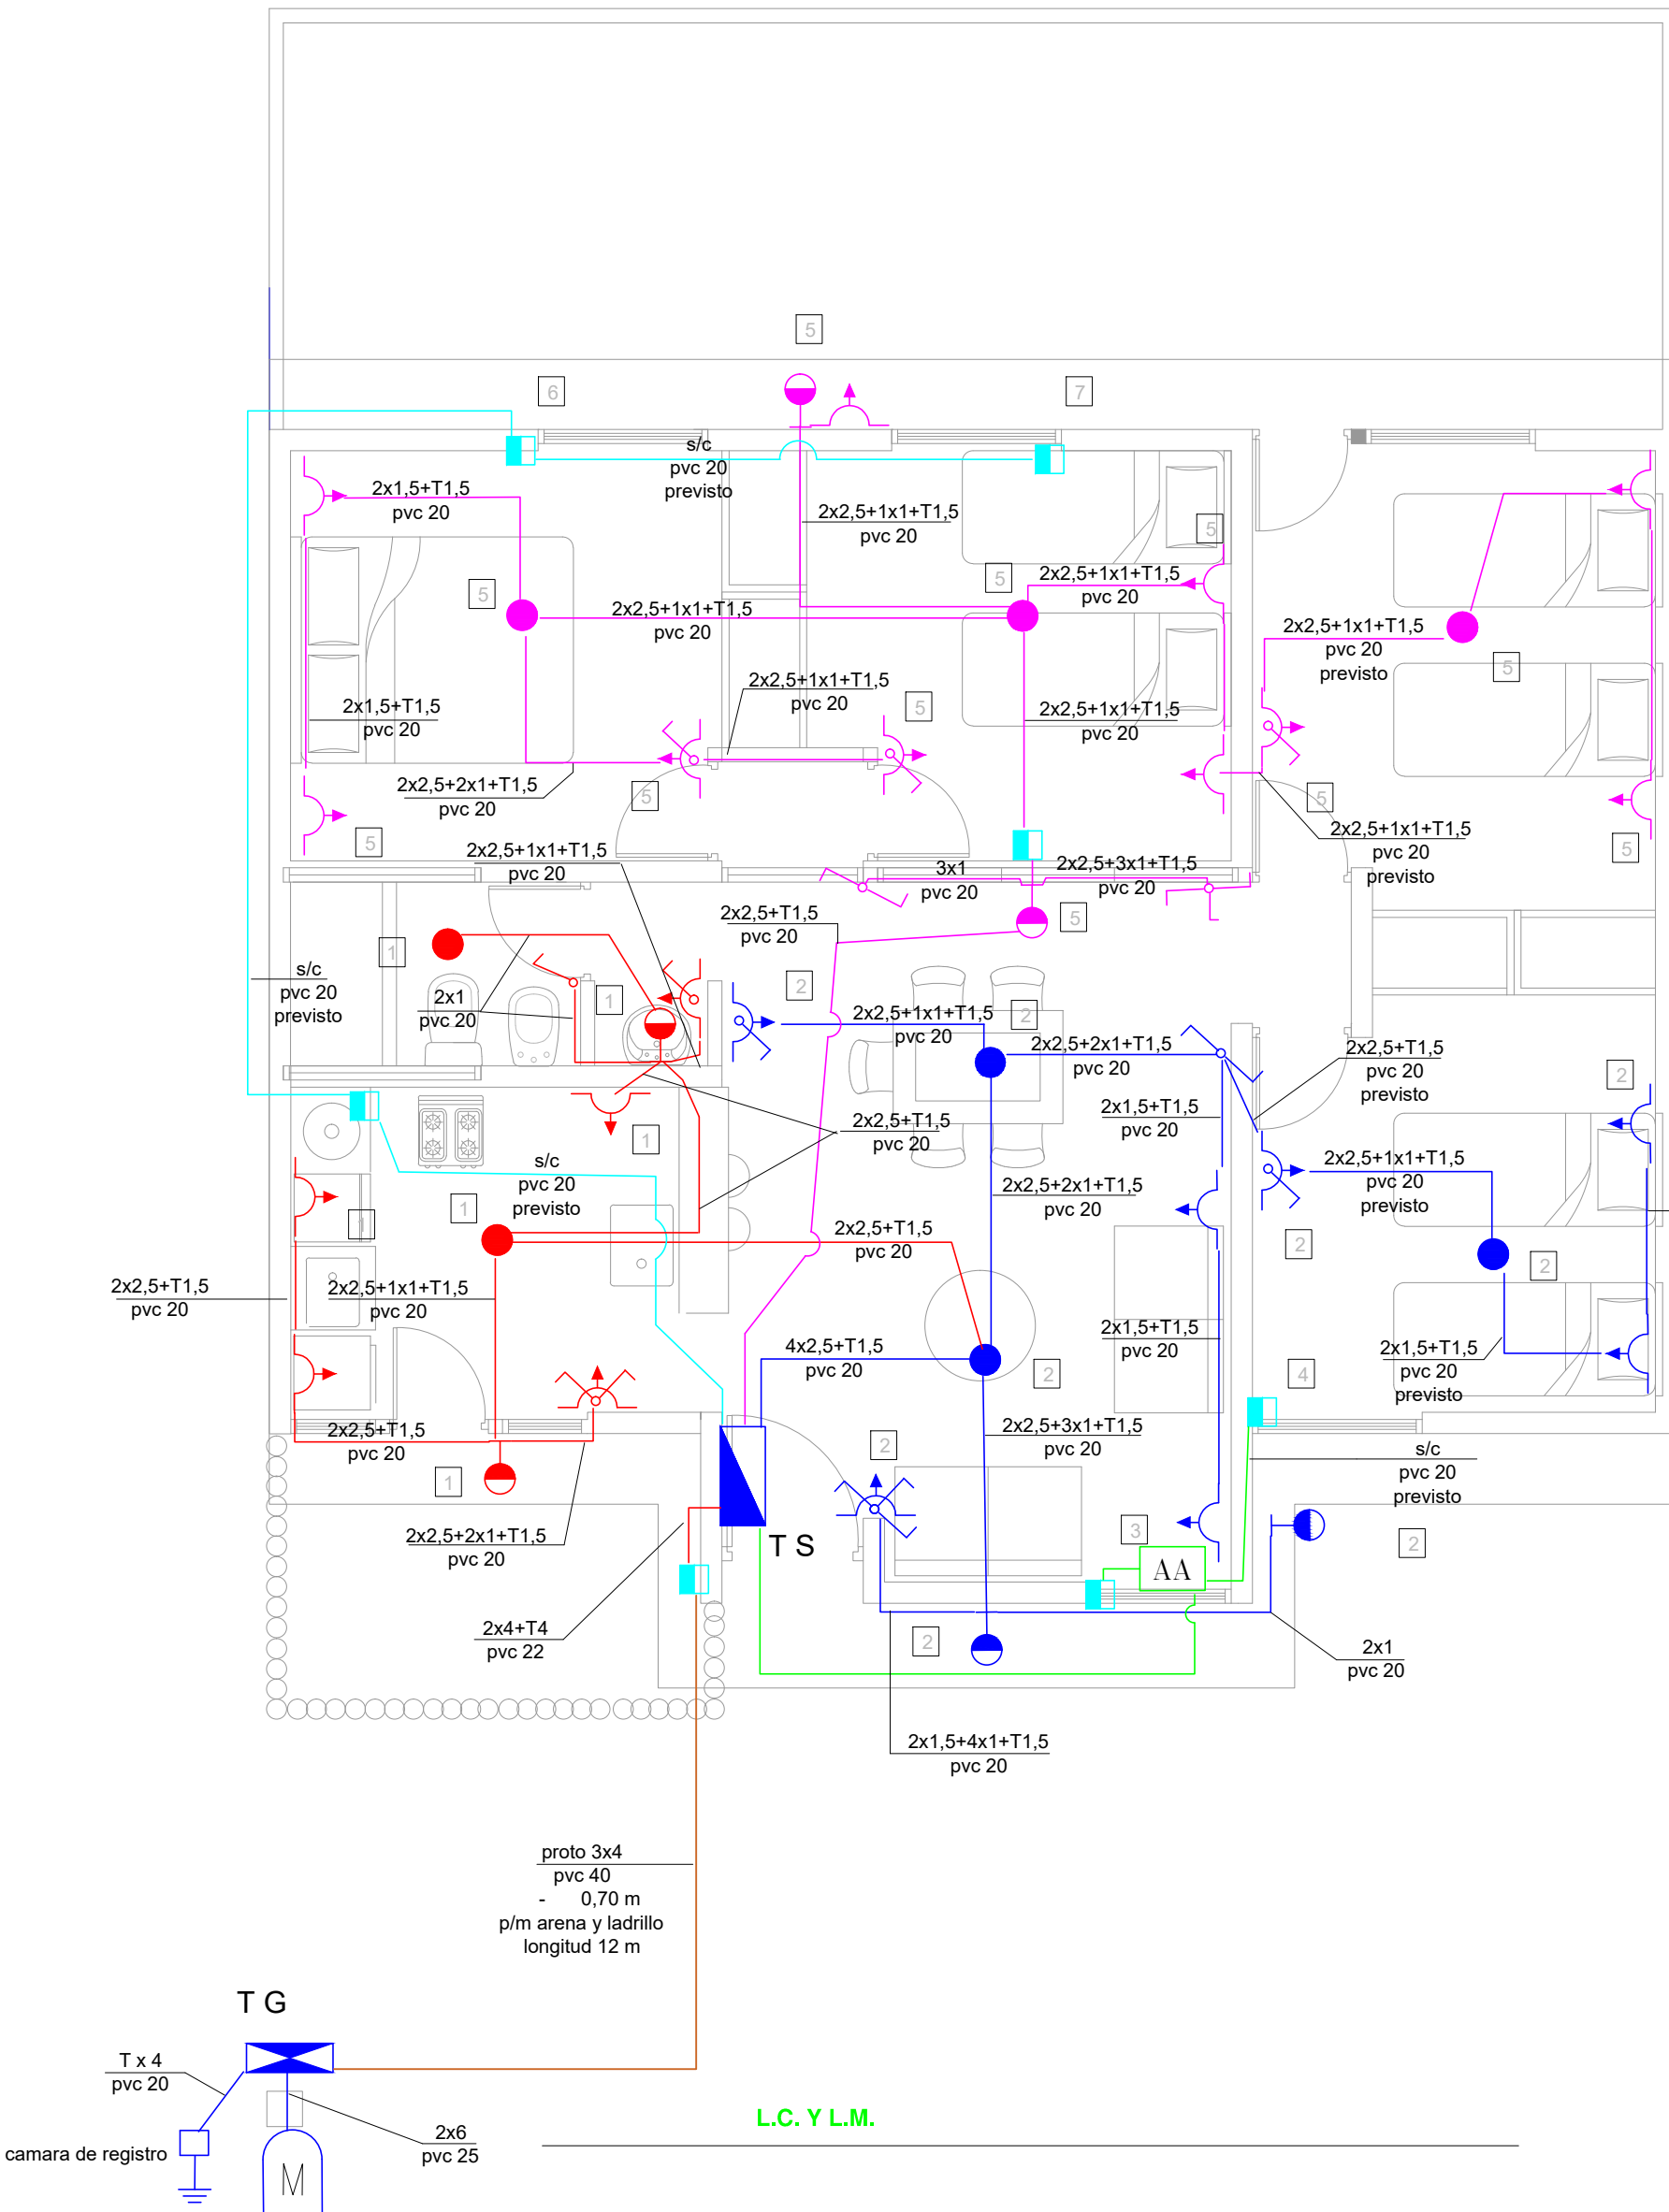 5
6
7
s/c
pvc 20
previsto
2x1,5+T1,5
pvc 20
2x2,5+1x1+T1,5
pvc 20
5
5
5
2x2,5+1x1+T1,5
pvc 20
2x2,5+1x1+T1,5
pvc 20
2x2,5+1x1+T1,5
pvc 20
previsto
5
2x2,5+1x1+T1,5
pvc 20
2x1,5+T1,5
pvc 20
5
2x2,5+1x1+T1,5
pvc 20
2x2,5+2x1+T1,5
pvc 20
5
5
2x2,5+1x1+T1,5
pvc 20
previsto
5
5
2x2,5+1x1+T1,5
pvc 20
3x1
pvc 20
2x2,5+3x1+T1,5
pvc 20
2x2,5+T1,5
pvc 20
5
1
s/c
pvc 20
previsto
2x1
pvc 20
1
2
2x2,5+1x1+T1,5
pvc 20
2
2x2,5+2x1+T1,5
pvc 20
2x2,5+T1,5
pvc 20
previsto
2
2x1,5+T1,5
pvc 20
2x2,5+T1,5
pvc 20
1
s/c
pvc 20
previsto
2x2,5+1x1+T1,5
pvc 20
previsto
2x2,5+2x1+T1,5
pvc 20
1
1
2x2,5+T1,5
pvc 20
2
2
2x2,5+T1,5
pvc 20
2x2,5+1x1+T1,5
pvc 20
4x2,5+T1,5
pvc 20
2x1,5+T1,5
pvc 20
2x1,5+T1,5
pvc 20
previsto
2
4
2x2,5+T1,5
pvc 20
2x2,5+3x1+T1,5
pvc 20
2
s/c
pvc 20
previsto
1
2x2,5+2x1+T1,5
pvc 20
T S
3
AA
2
2x4+T4
pvc 22
2
2x1
pvc 20
2x1,5+4x1+T1,5
pvc 20
proto 3x4
pvc 40
- 0,70 m
p/m arena y ladrillo
longitud 12 m
T G
T x 4
pvc 20
L.C. Y L.M.
2x6
pvc 25
camara de registro
M